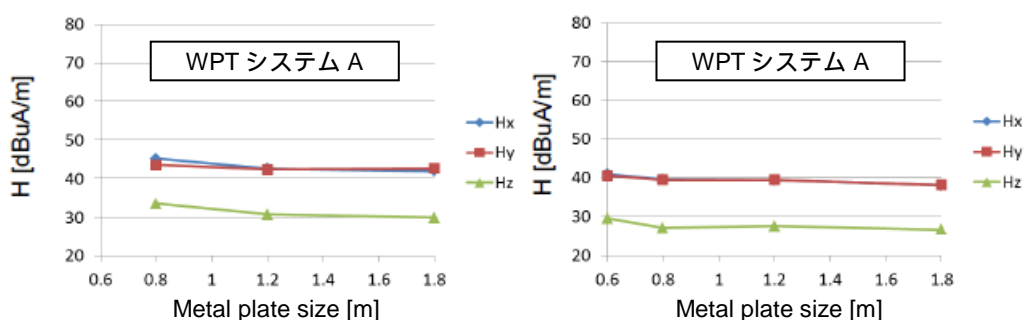 80
70
60
50
40
30
20
H [dBuA/m]
WPT システム A
Hx
Hy
Hz
0.6 0.8 1 1.2 1.4 1.6 1.8
Metal plate size [m]
80
70
60
50
40
30
20
H [dBuA/m]
WPT システム A
Hx
Hy
Hz
0.6 0.8 1 1.2 1.4 1.6 1.8
Metal plate size [m]